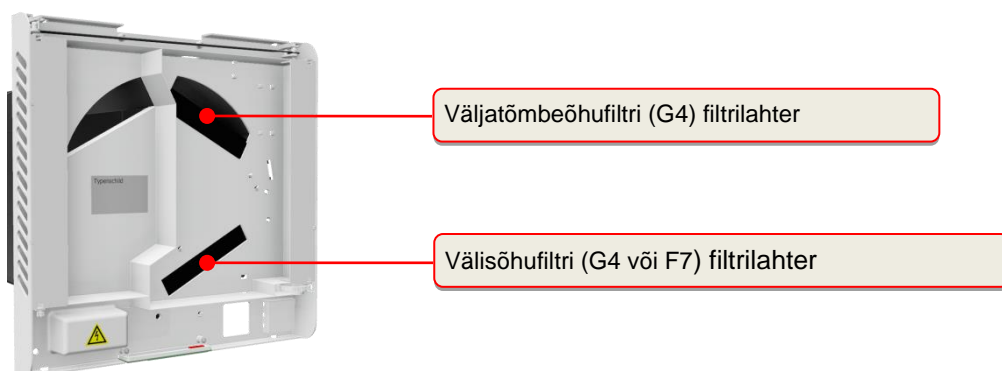 Väljatõmbeõhufiltri (G4) filtrilahter
Typenschild
Välisõhufiltri (G4 või F7) filtrilahter